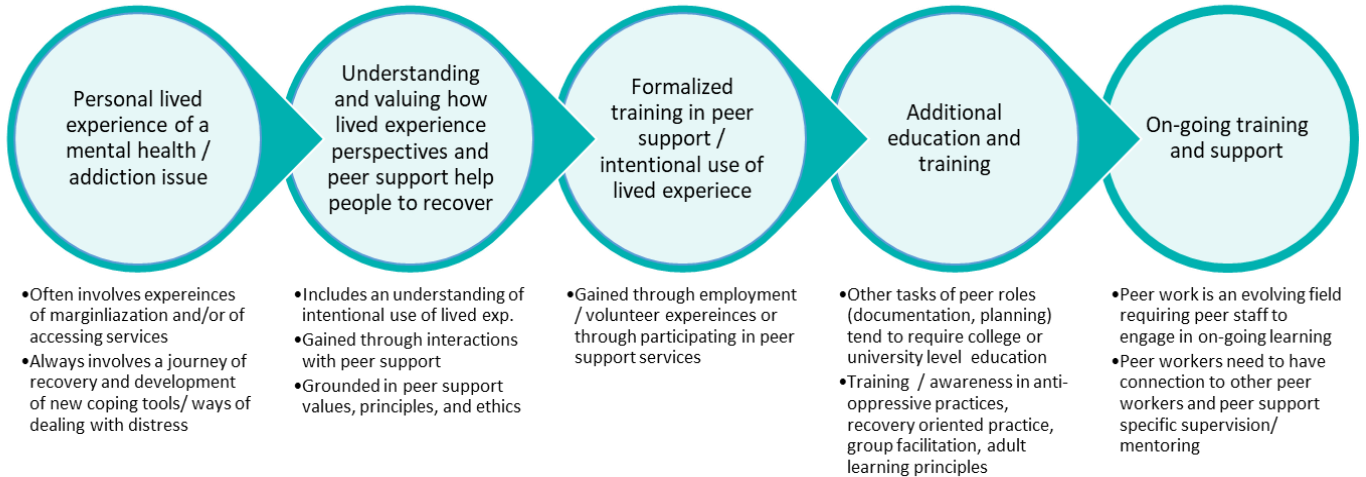 Personal lived
experience of a
mental health /
addiction issue
Understanding
and valuing how
lived experience
perspectives and
peer support help
people to recover
Formalized
training in peer
support /
intentional use of
lived experiece
Additional
education and
training
On-going training
and support
•Often involves expereinces
of marginliazation and/or of
accessing services
•Always involves a journey of
recovery and development
of new coping tools/ ways of
dealing with distress
•Includes an understanding of
intentional use of lived exp.
•Gained through interactions
with peer support
•Grounded in peer support
values, principles, and ethics
•Gained through employment
/ volunteer expereinces or
through participating in peer
support services
•Other tasks of peer roles
(documentation, planning)
tend to require college or
university level education
•Training / awareness in anti-
oppressive practices,
recovery oriented practice,
group facilitation, adult
learning principles
•Peer work is an evolving field
requiring peer staff to
engage in on-going learning
•Peer workers need to have
connection to other peer
workers and peer support
specific supervision/
mentoring